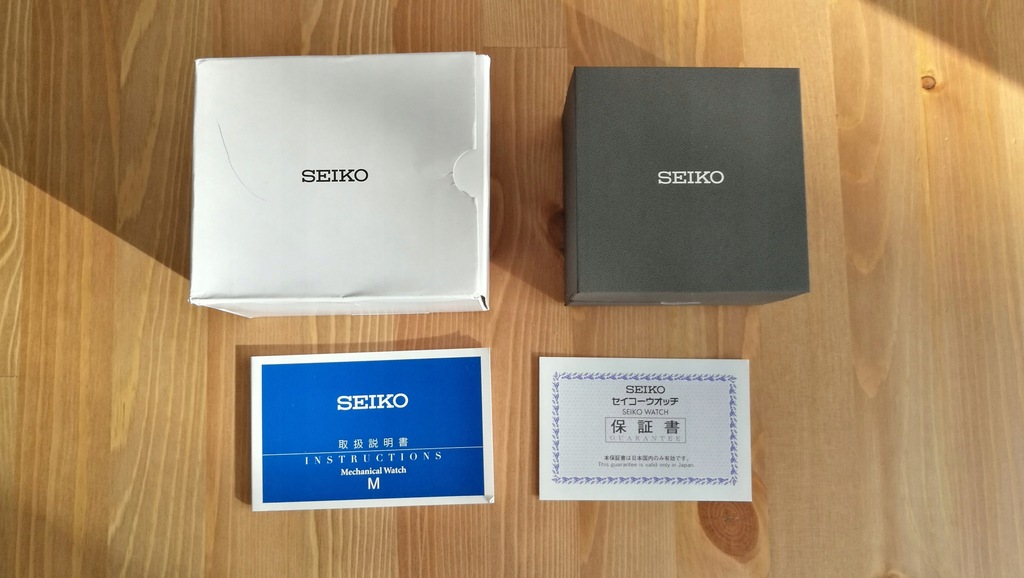 SEIKO
SEIKO
SEIKO
取扱説明書
INSTRUCTIONS
Mechanical Watch
M
SEIKO
セイコーウオッチ
SEIKO WATCH
保証書
GUARANTEE
本保証書は日本国内のみ有効です。
This guarantee is valid only in Japan.